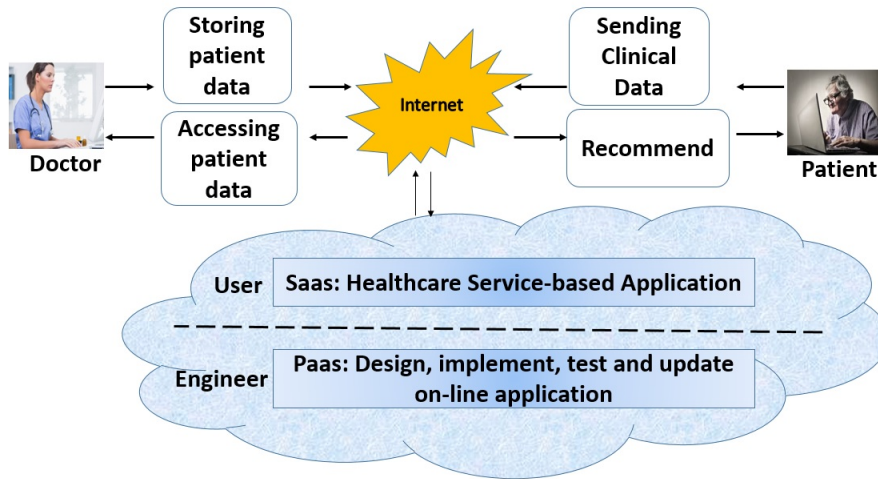 Storing
patient
data
Sending
Clinical
Data
Internet
Accessing
patient
data
Recommend
Doctor
Patient
User
Saas: Healthcare Service-based Application
Engineer
Paas: Design, implement, test and update
on-line application